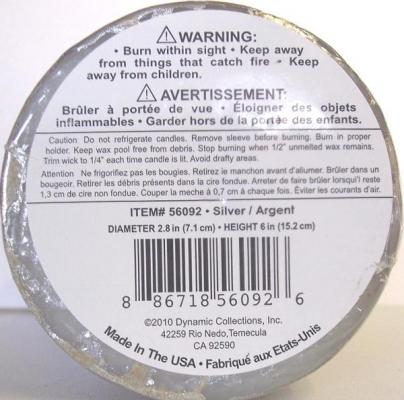 ⚠ WARNING:
• Burn within sight • Keep away
from things that catch fire • Keep
away from children.
⚠ AVERTISSEMENT:
Brûler à portée de vue • Éloigner des objets
inflammables • Garder hors de la portée des enfants.
Caution Do not refrigerate candles. Remove sleeve before burning. Burn in proper
holder. Keep wax pool free from debris. Stop burning when 1/2" unmelted wax remains.
Trim wick to 1/4" each time candle is lit. Avoid drafty areas.
Attention Ne frigorifiez pas les bougies. Retirez le manchon avant d'allumer. Brûler dans un
bougeoir. Retirer les débris présents dans la cire fondue. Arreter de faire brûler lorsqu'l reste
1,3 cm de cire non fondue. Couper la meche à 0,7 cm à chaque fois. Éviter les courants d'air.
ITEM# 56092 • Silver / Argent
DIAMETER 2.8 in (7.1 cm) • HEIGHT 6 in (15.2 cm)
8 86718 56092 6
©2010 Dynamic Collections, Inc.
42259 Rio Nedo, Temecula
CA 92590
Made In The USA • Fabriqué aux Etats-Unis